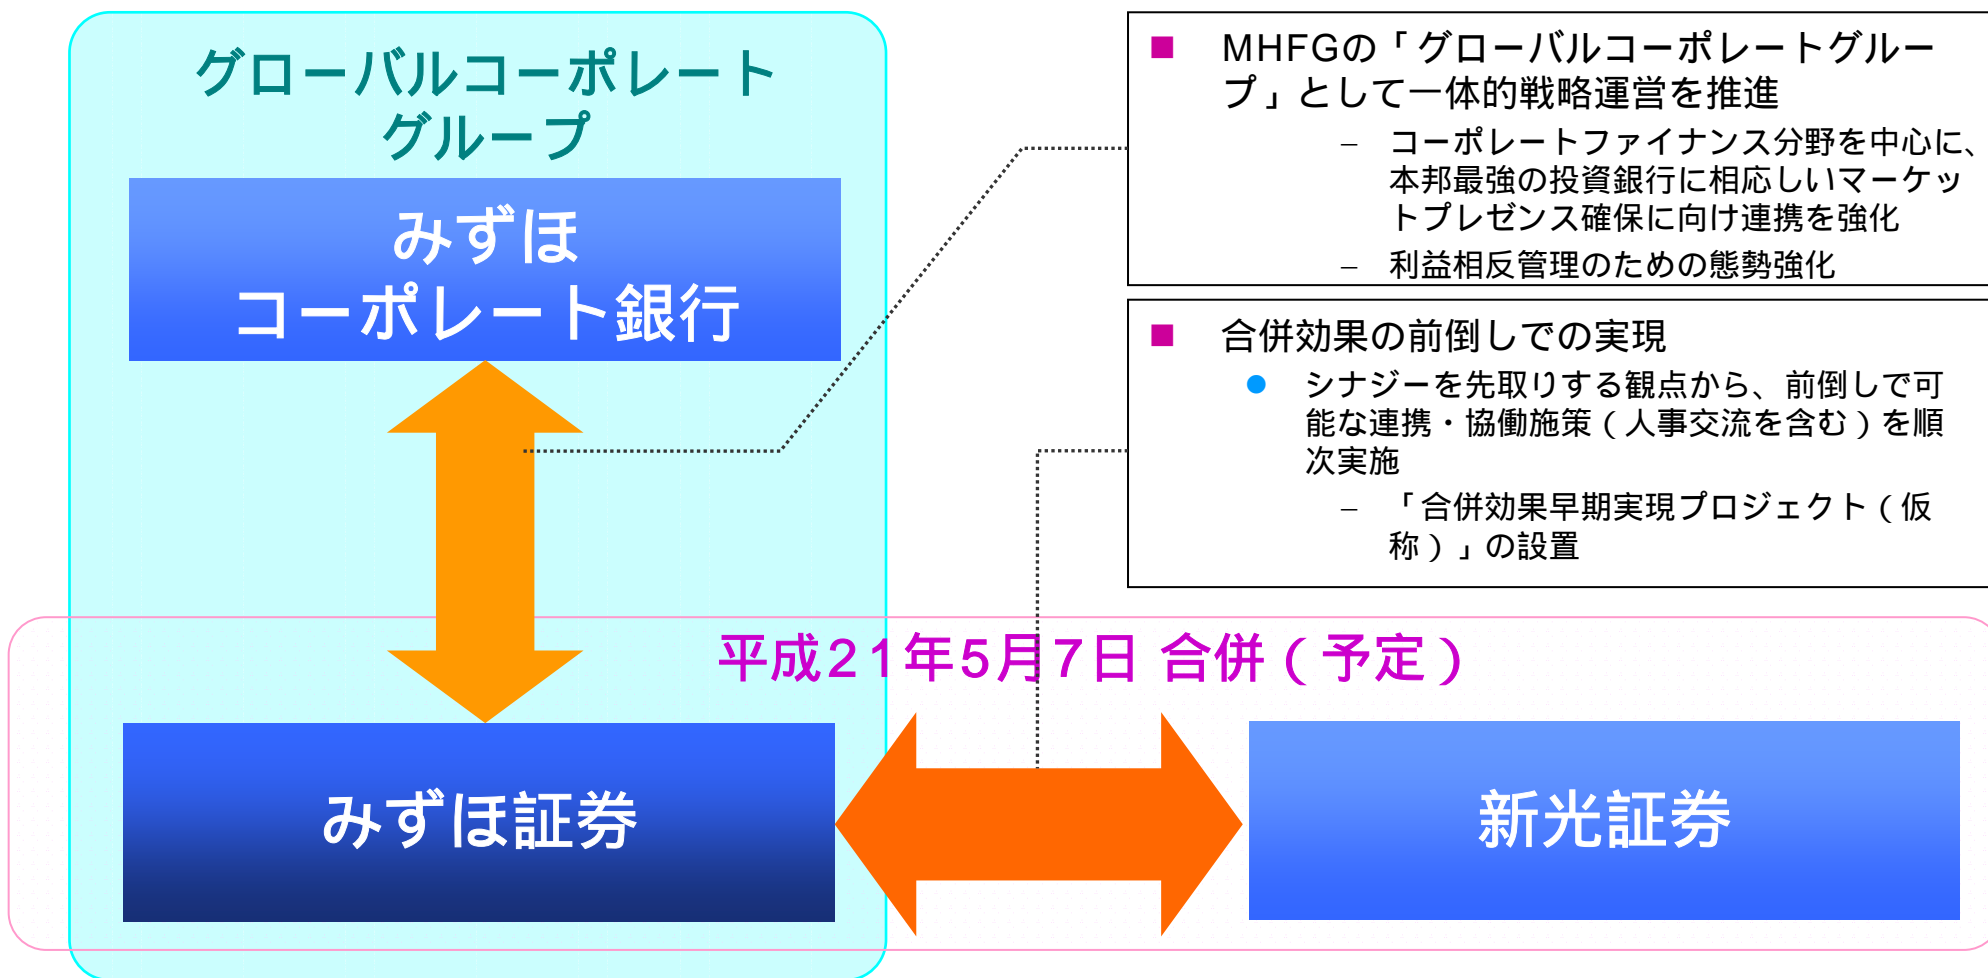 グローバルコーポレート
グループ
みずほ
コーポレート銀行
■ MHFGの「グローバルコーポレートグルー
プ」として一体的戦略運営を推進
– コーポレートファイナンス分野を中心に、
本邦最強の投資銀行に相応しいマーケッ
トプレゼンス確保に向け連携を強化
– 利益相反管理のための態勢強化
■ 合併効果の前倒しでの実現
● シナジーを先取りする観点から、前倒しで可
能な連携・協働施策（人事交流を含む）を順
次実施
– 「合併効果早期実現プロジェクト（仮
称）」の設置
平成21年5月7日 合併（予定）
みずほ証券
新光証券